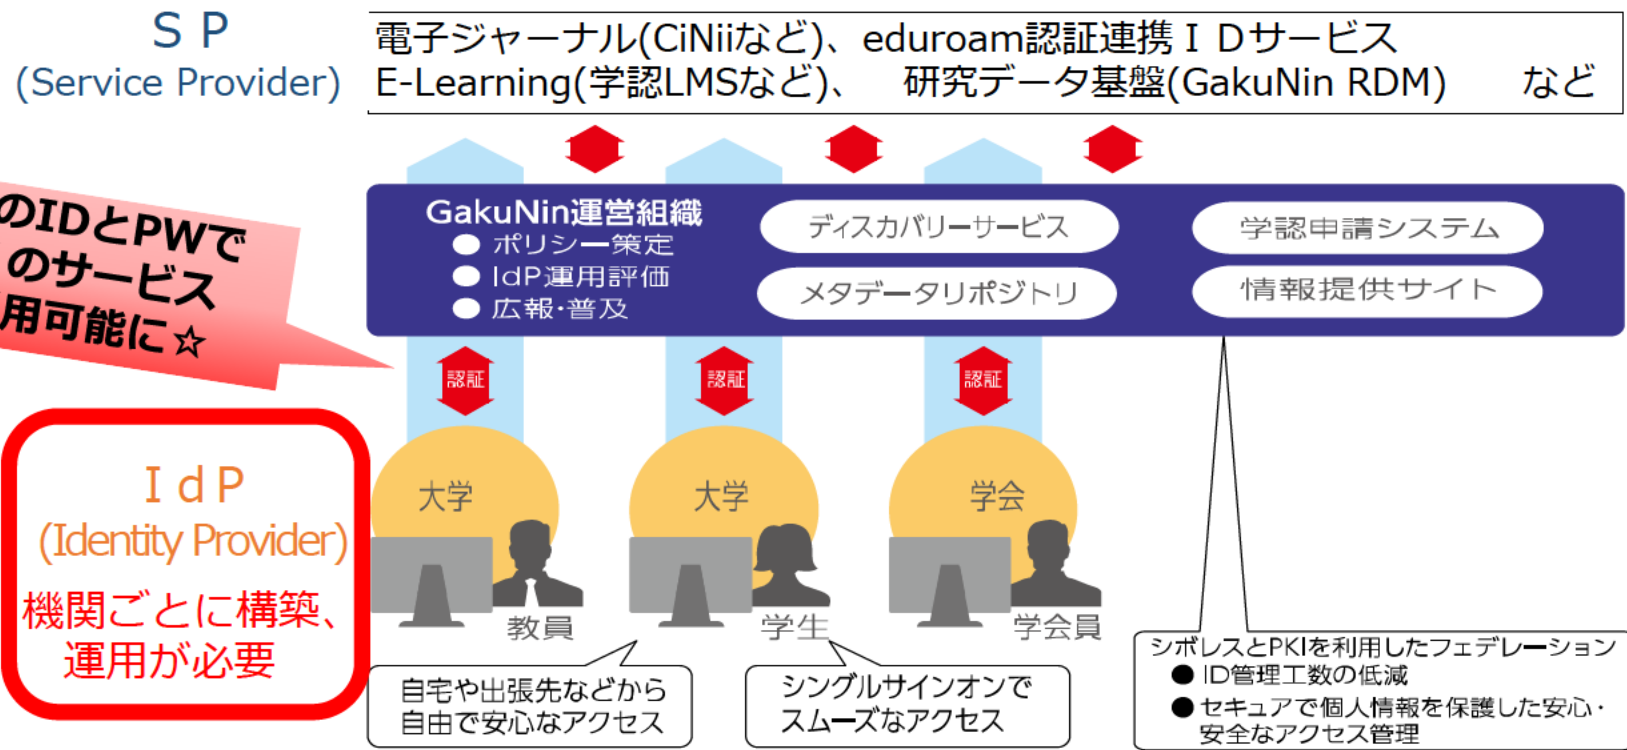 ＳＰ
(Service Provider)
電子ジャーナル(CiNiiなど)、eduroam認証連携ＩＤサービス
E-Learning(学認LMSなど)、　研究データ基盤(GakuNin RDM)　　など
のIDとPWで
のサービス
用可能に☆
GakuNin運営組織
● ポリシー策定
● IdP運用評価
● 広報・普及
ディスカバリーサービス
メタデータリポジトリ
学認申請システム
情報提供サイト
認証
認証
認証
ＩｄＰ
(Identity Provider)
機関ごとに構築、
運用が必要
大学
教員
大学
学生
学会
学会員
自宅や出張先などから
自由で安心なアクセス
シングルサインオンで
スムーズなアクセス
シボレスとPKIを利用したフェデレーション
● ID管理工数の低減
● セキュアで個人情報を保護した安心・
安全なアクセス管理